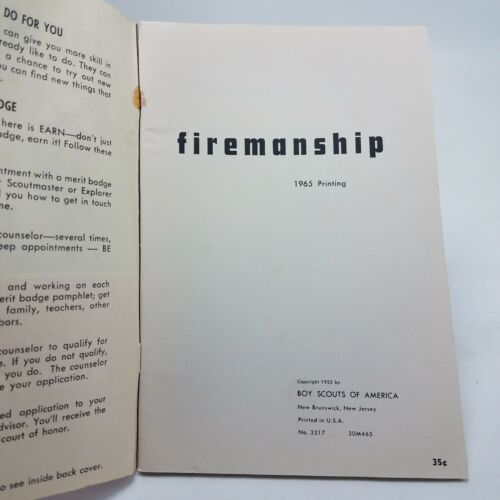 DO FOR YOU
can give you more skill in
ready like to do. They can
a chance to try out new
ou can find new things that
DGE
here is EARN—don't just
adge, earn it! Follow these
ntment with a merit badge
Scoutmaster or Explorer
l you how to get in touch
ne.
counselor—several times,
eep appointments — BE
and working on each
erit badge pamphlet; get
family, teachers, other
bors.
counselor to qualify for
e. If you do not qualify,
you do. The counselor
e your application.
ed application to your
dvisor. You'll receive the
court of honor.
o see inside back cover.
firemanship
1965 Printing
Copyright 1953 by
BOY SCOUTS OF AMERICA
New Brunswick, New Jersey
Printed in U.S.A.
No. 3317 30M465
35¢